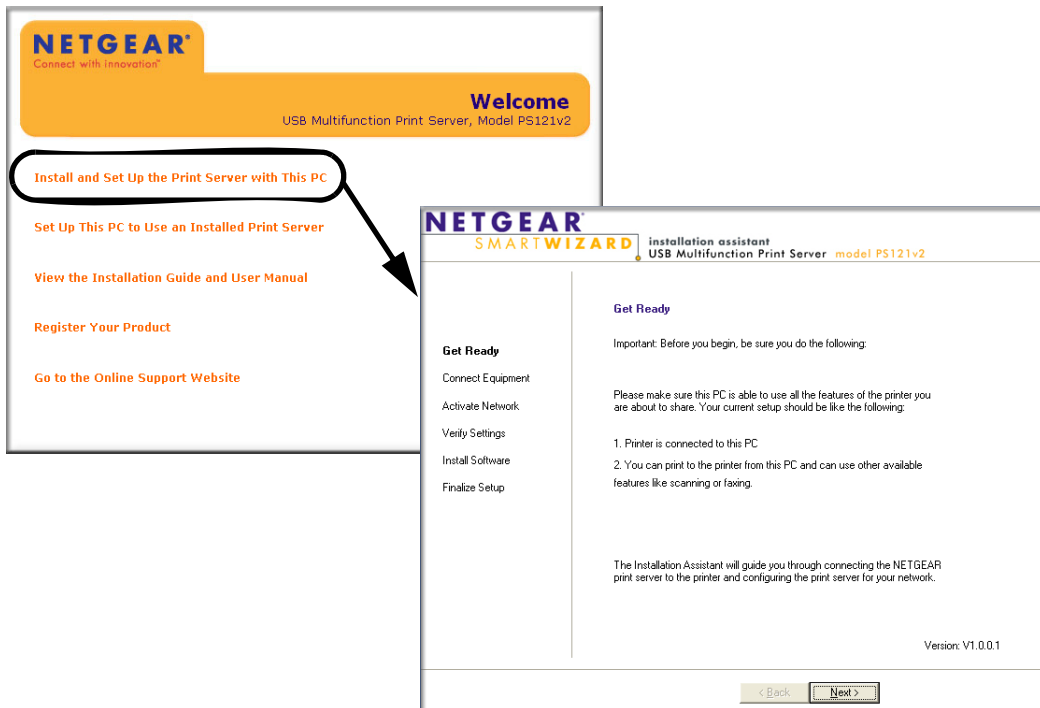 NETGEAR®
Connect with innovation™
Welcome
USB Multifunction Print Server, Model PS121v2
Install and Set Up the Print Server with This PC
Set Up This PC to Use an Installed Print Server
View the Installation Guide and User Manual
Register Your Product
Go to the Online Support Website
NETGEAR®
SMARTWIZARD
installation assistant
USB Multifunction Print Server model PS121v2
Get Ready
Connect Equipment
Activate Network
Verify Settings
Install Software
Finalize Setup
Get Ready
Important: Before you begin, be sure you do the following:
Please make sure this PC is able to use all the features of the printer you
are about to share. Your current setup should be like the following:
1. Printer is connected to this PC
2. You can print to the printer from this PC and can use other available
features like scanning or faxing.
The Installation Assistant will guide you through connecting the NETGEAR
print server to the printer and configuring the print server for your network.
Version: V1.0.0.1
< Back
Next >